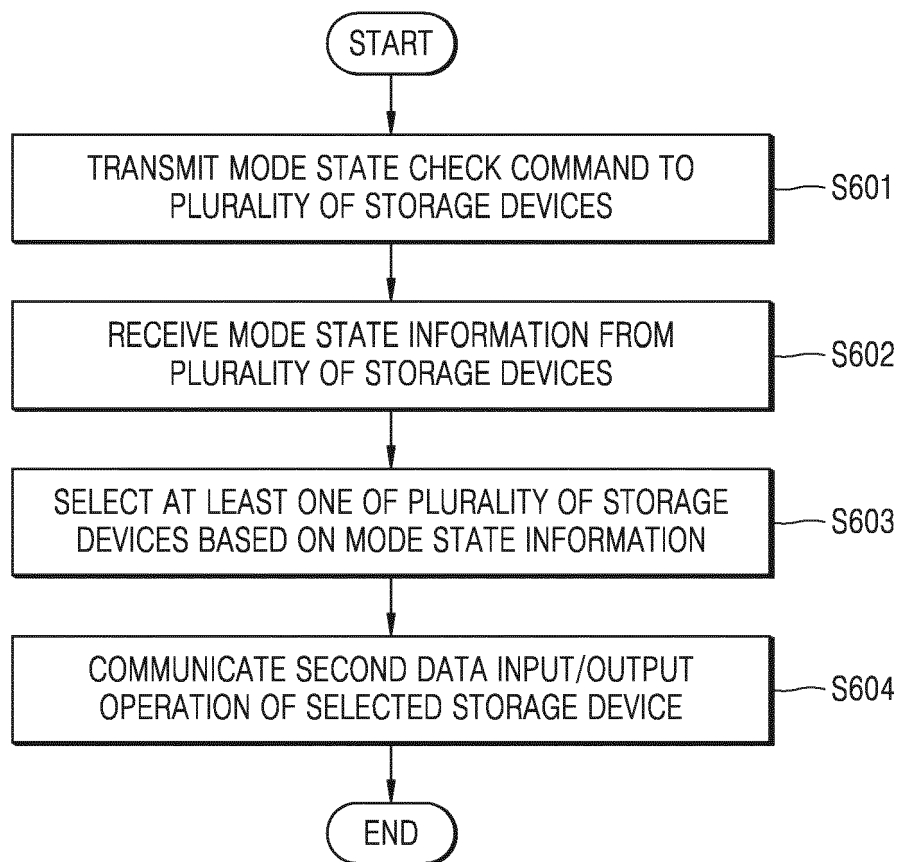 START
TRANSMIT MODE STATE CHECK COMMAND TO
PLURALITY OF STORAGE DEVICES
S601
RECEIVE MODE STATE INFORMATION FROM
PLURALITY OF STORAGE DEVICES
S602
SELECT AT LEAST ONE OF PLURALITY OF STORAGE
DEVICES BASED ON MODE STATE INFORMATION
S603
COMMUNICATE SECOND DATA INPUT/OUTPUT
OPERATION OF SELECTED STORAGE DEVICE
S604
END